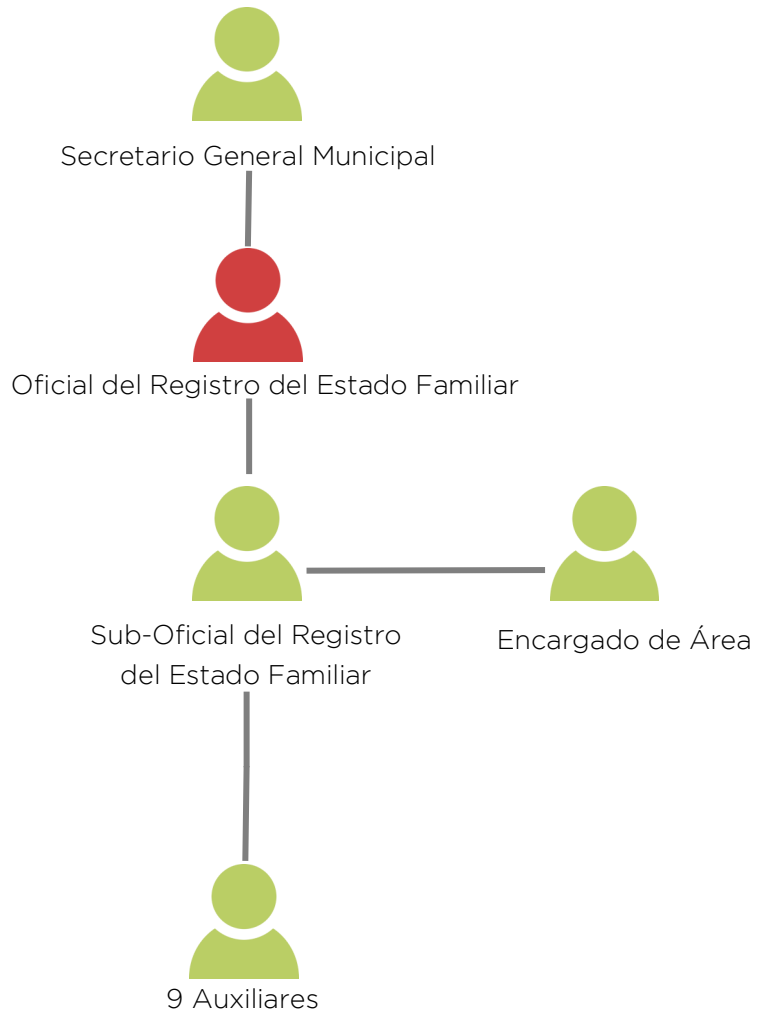 Secretario General Municipal
Oficial del Registro del Estado Familiar
Sub-Oficial del Registro
del Estado Familiar
Encargado de Área
9 Auxiliares